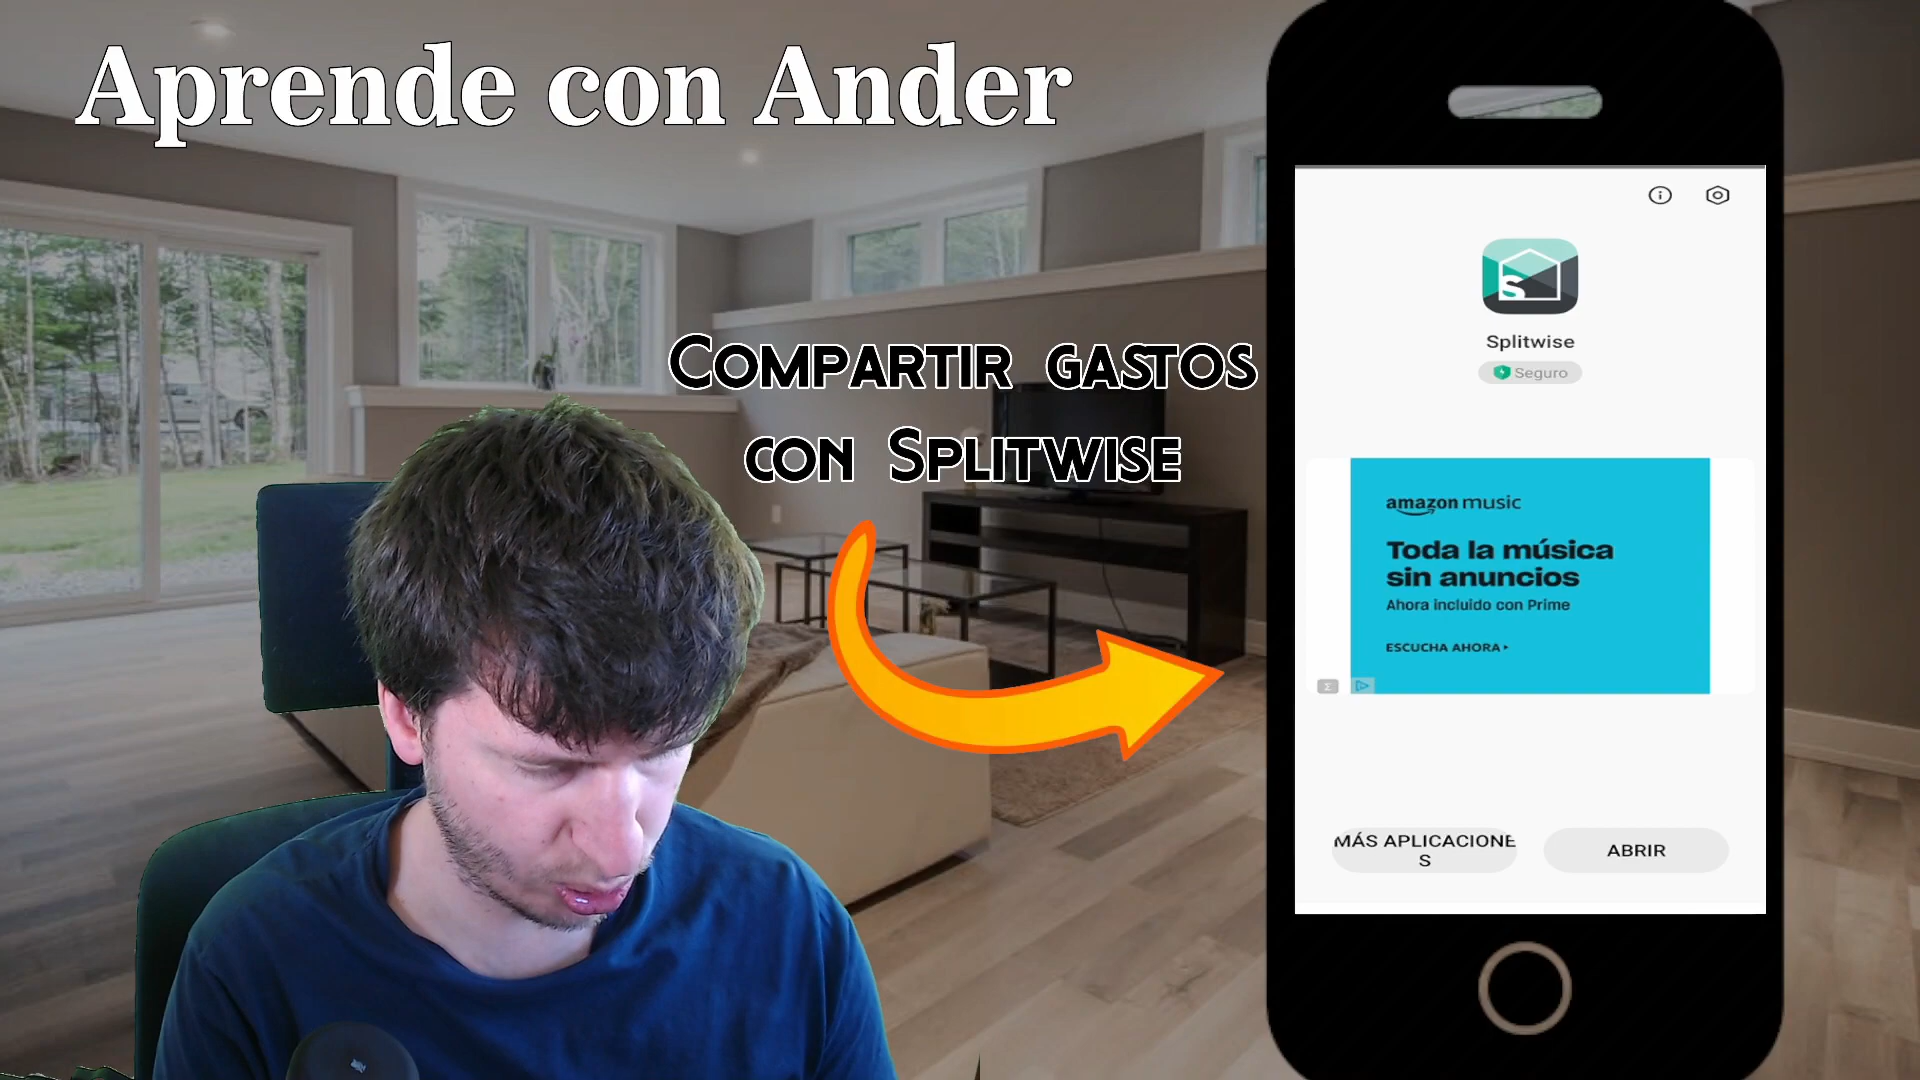 Aprende con Ander
Compartir gastos
con Splitwise
Splitwise
Seguro
amazon music
Toda la música
sin anuncios
Ahora incluido con Prime
ESCUCHA AHORA
MÁS APLICACIONE
S
ABRIR